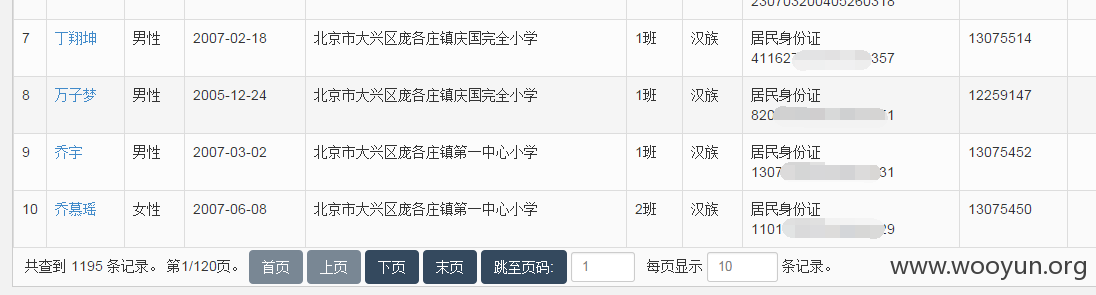 7 丁翔坤 男性 2007-02-18 北京市大兴区庞各庄镇庆国完全小学 1班 汉族 居民身份证 13075514
411627 357
8 万子梦 男性 2005-12-24 北京市大兴区庞各庄镇庆国完全小学 1班 汉族 居民身份证 12259147
820 1
9 乔宇 男性 2007-03-02 北京市大兴区庞各庄镇第一中心小学 1班 汉族 居民身份证 13075452
1307 31
10 乔慕瑶 女性 2007-06-08 北京市大兴区庞各庄镇第一中心小学 2班 汉族 居民身份证 13075450
1101 29
共查到 1195 条记录。第1/120页。 首页 上页 下页 末页 跳至页码: 1 每页显示 10 条记录。
www.wooyun.org